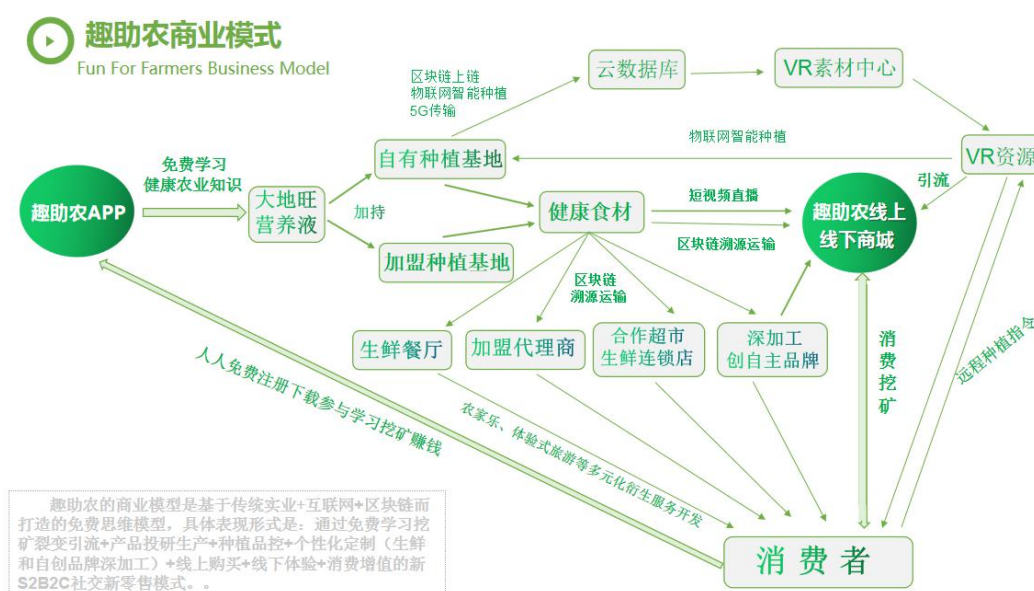 趣助农商业模式
Fun For Farmers Business Model
区块链上链
物联网智能种植
5G传输
云数据库
VR素材中心
物联网智能种植
VR资源
引流
免费学习
健康农业知识
趣助农APP
大地旺
营养液
加持
自有种植基地
加盟种植基地
健康食材
短视频直播
区块链溯源运输
趣助农线上
线下商城
区块链
溯源运输
生鲜餐厅
加盟代理商
合作超市
生鲜连锁店
深加工
创自主品牌
消费挖矿
远程种植指令
人人免费注册下载参与学习挖矿赚钱
农家乐、体验式旅游等多元化衍生服务开发
消费者
趣助农的商业模型是基于传统实业+互联网+区块链而
打造的免费思维模型，具体表现形式是：通过免费学习挖
矿裂变引流+产品投研生产+种植品控+个性化定制（生鲜
和自创品牌深加工）+线上购买+线下体验+消费增值的新
S2B2C社交新零售模式。。